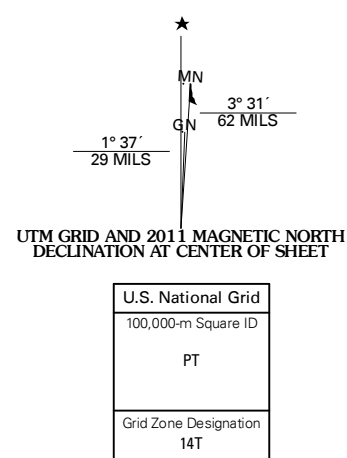 ★
MN
3° 31´
62 MILS
GN
1° 37´
29 MILS
UTM GRID AND 2011 MAGNETIC NORTH
DECLINATION AT CENTER OF SHEET
U.S. National Grid
100,000-m Square ID
PT
Grid Zone Designation
14T